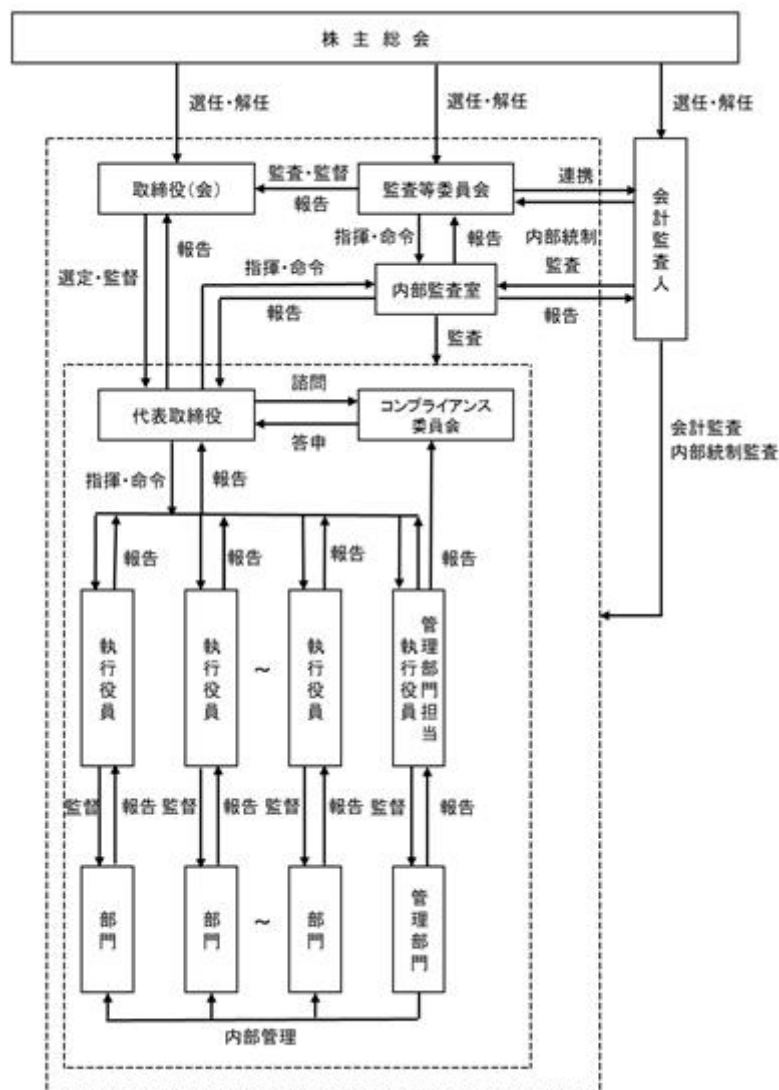 株主総会
選任・解任
選任・解任
選任・解任
取締役(会)
監査・監督
報告
監査等委員会
連携
会計監査人
選定・監督
報告
指揮・命令
指揮・命令
報告
内部統制
監査
報告
内部監査室
報告
監査
代表取締役
諮問
答申
コンプライアンス
委員会
会計監査
内部統制監査
指揮・命令
報告
報告
報告
報告
報告
報告
執行役員
執行役員
~
執行役員
管理部門担当
執行役員
監督
報告
監督
報告
監督
報告
監督
報告
部門
部門
~
部門
管理部門
内部管理